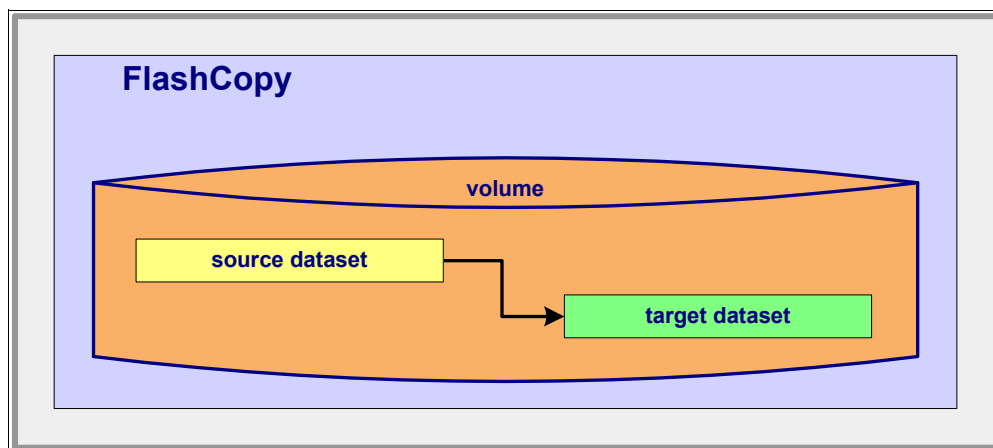 FlashCopy
volume
source dataset
target dataset